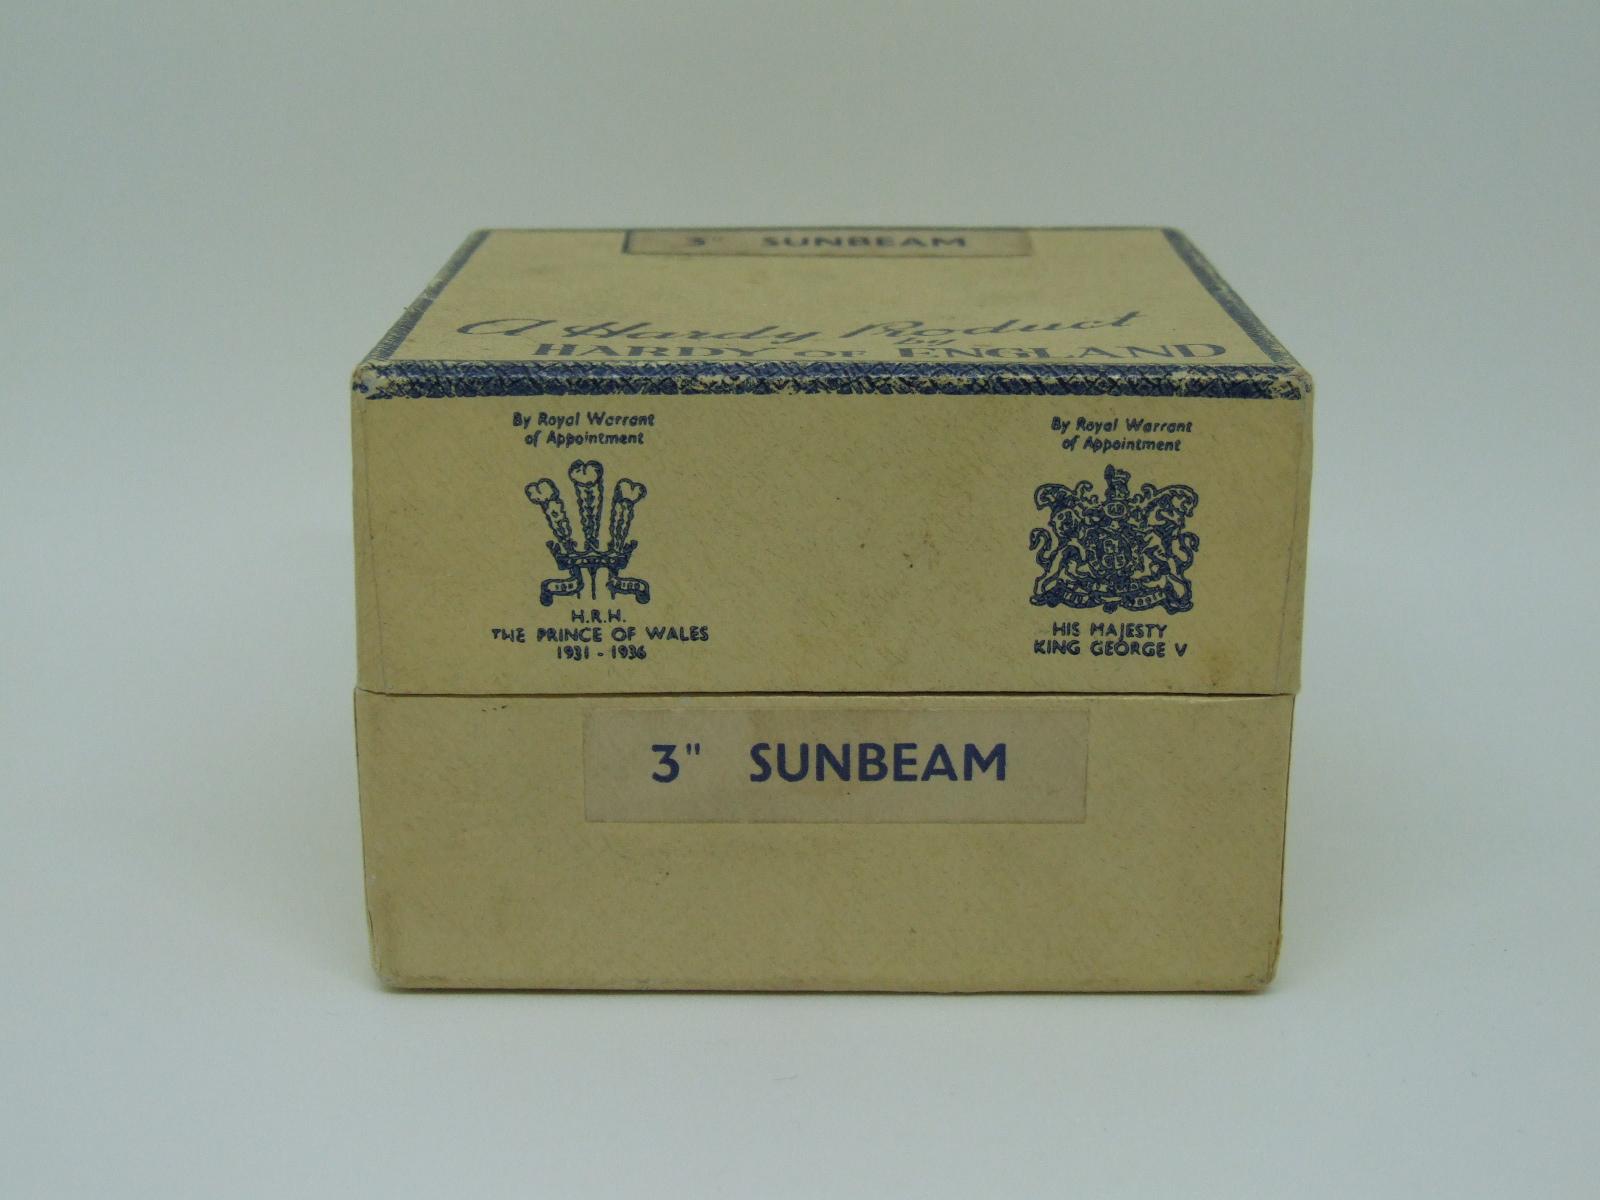 3" SUNBEAM
A Hardy Product
by
HARDY OF ENGLAND
By Royal Warrant
of Appointment
H.R.H.
THE PRINCE OF WALES
1931 - 1936
By Royal Warrant
of Appointment
HIS MAJESTY
KING GEORGE V
3" SUNBEAM